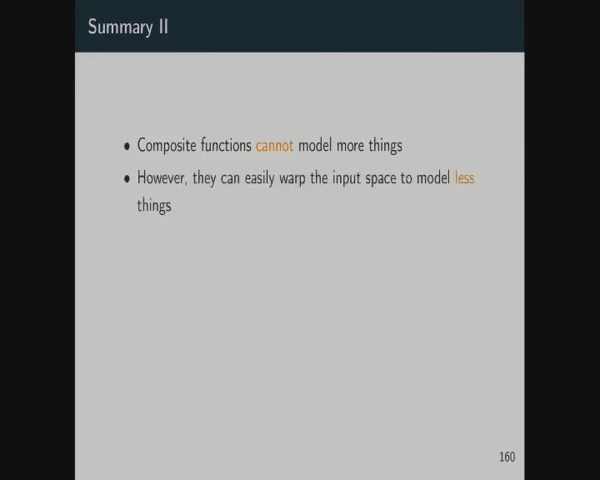 Summary II
• Composite functions cannot model more things
• However, they can easily warp the input space to model less
things
160